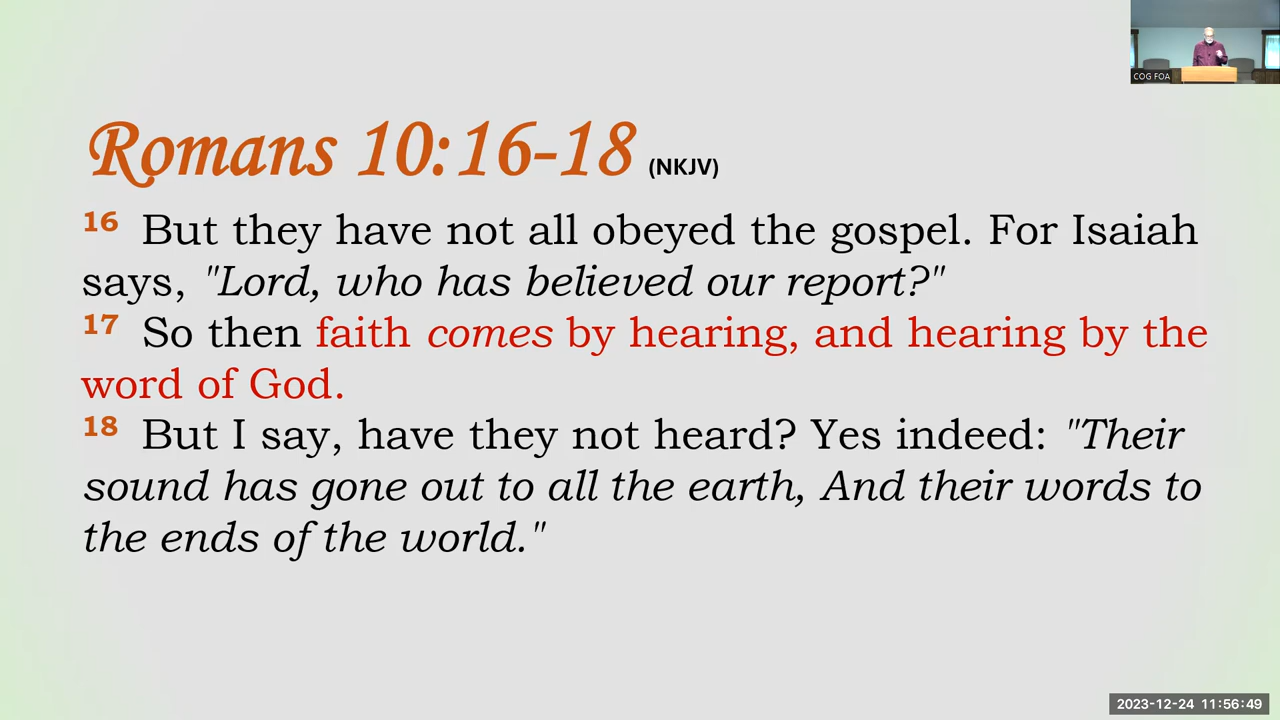 COG FOA
Romans 10:16-18 (NKJV)
16 But they have not all obeyed the gospel. For Isaiah
says, "Lord, who has believed our report?"
17 So then faith comes by hearing, and hearing by the
word of God.
18 But I say, have they not heard? Yes indeed: "Their
sound has gone out to all the earth, And their words to
the ends of the world."
2023-12-24 11:56:49